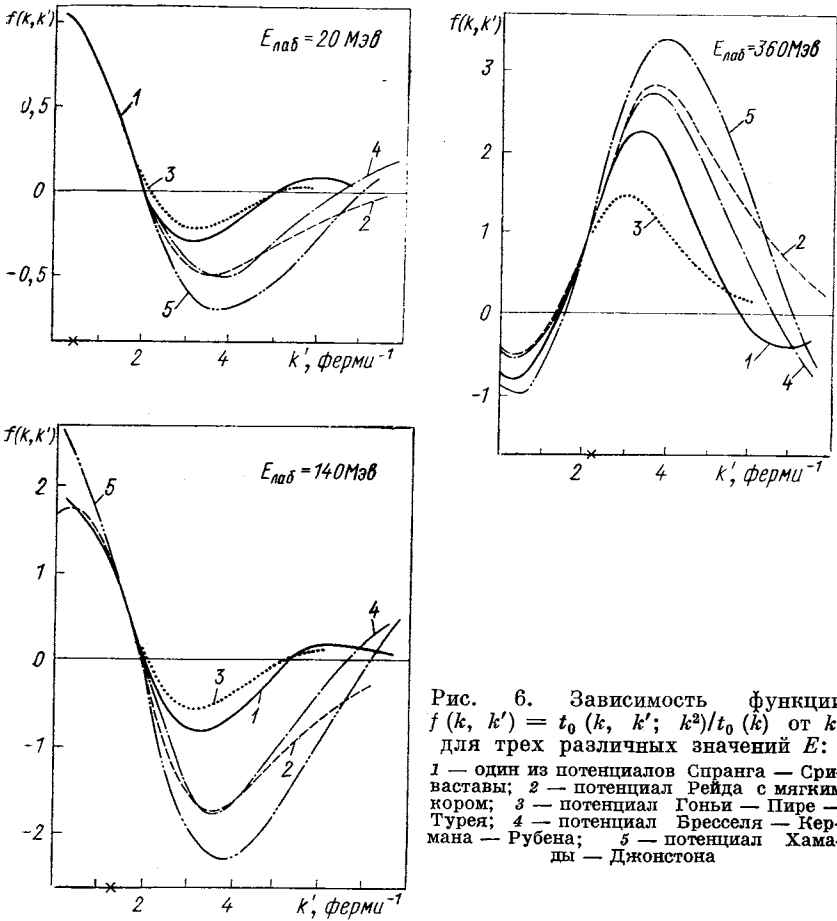 f(k,k')
E_лаб = 20 Мэв
0,5
0
-0,5
1
3
4
2
5
2
4
k', ферми⁻¹
f(k,k')
E_лаб = 360 Мэв
3
2
1
0
-1
5
2
3
1
4
2
4
k', ферми⁻¹
f(k,k')
E_лаб = 140 Мэв
2
1
0
-1
-2
5
4
3
1
2
2
4
k', ферми⁻¹
Рис. 6. Зависимость функции
f (k, k') = t₀ (k, k'; k²)/t₀ (k) от k
для трех различных значений E:
1 — один из потенциалов Спранга — Сри-
васτавы; 2 — потенциал Рейда с мягким
кором; 3 — потенциал Гоньи — Пире —
Турея; 4 — потенциал Бресселя — Кер-
мана — Рубена; 5 — потенциал Хама-
ды — Джонстона